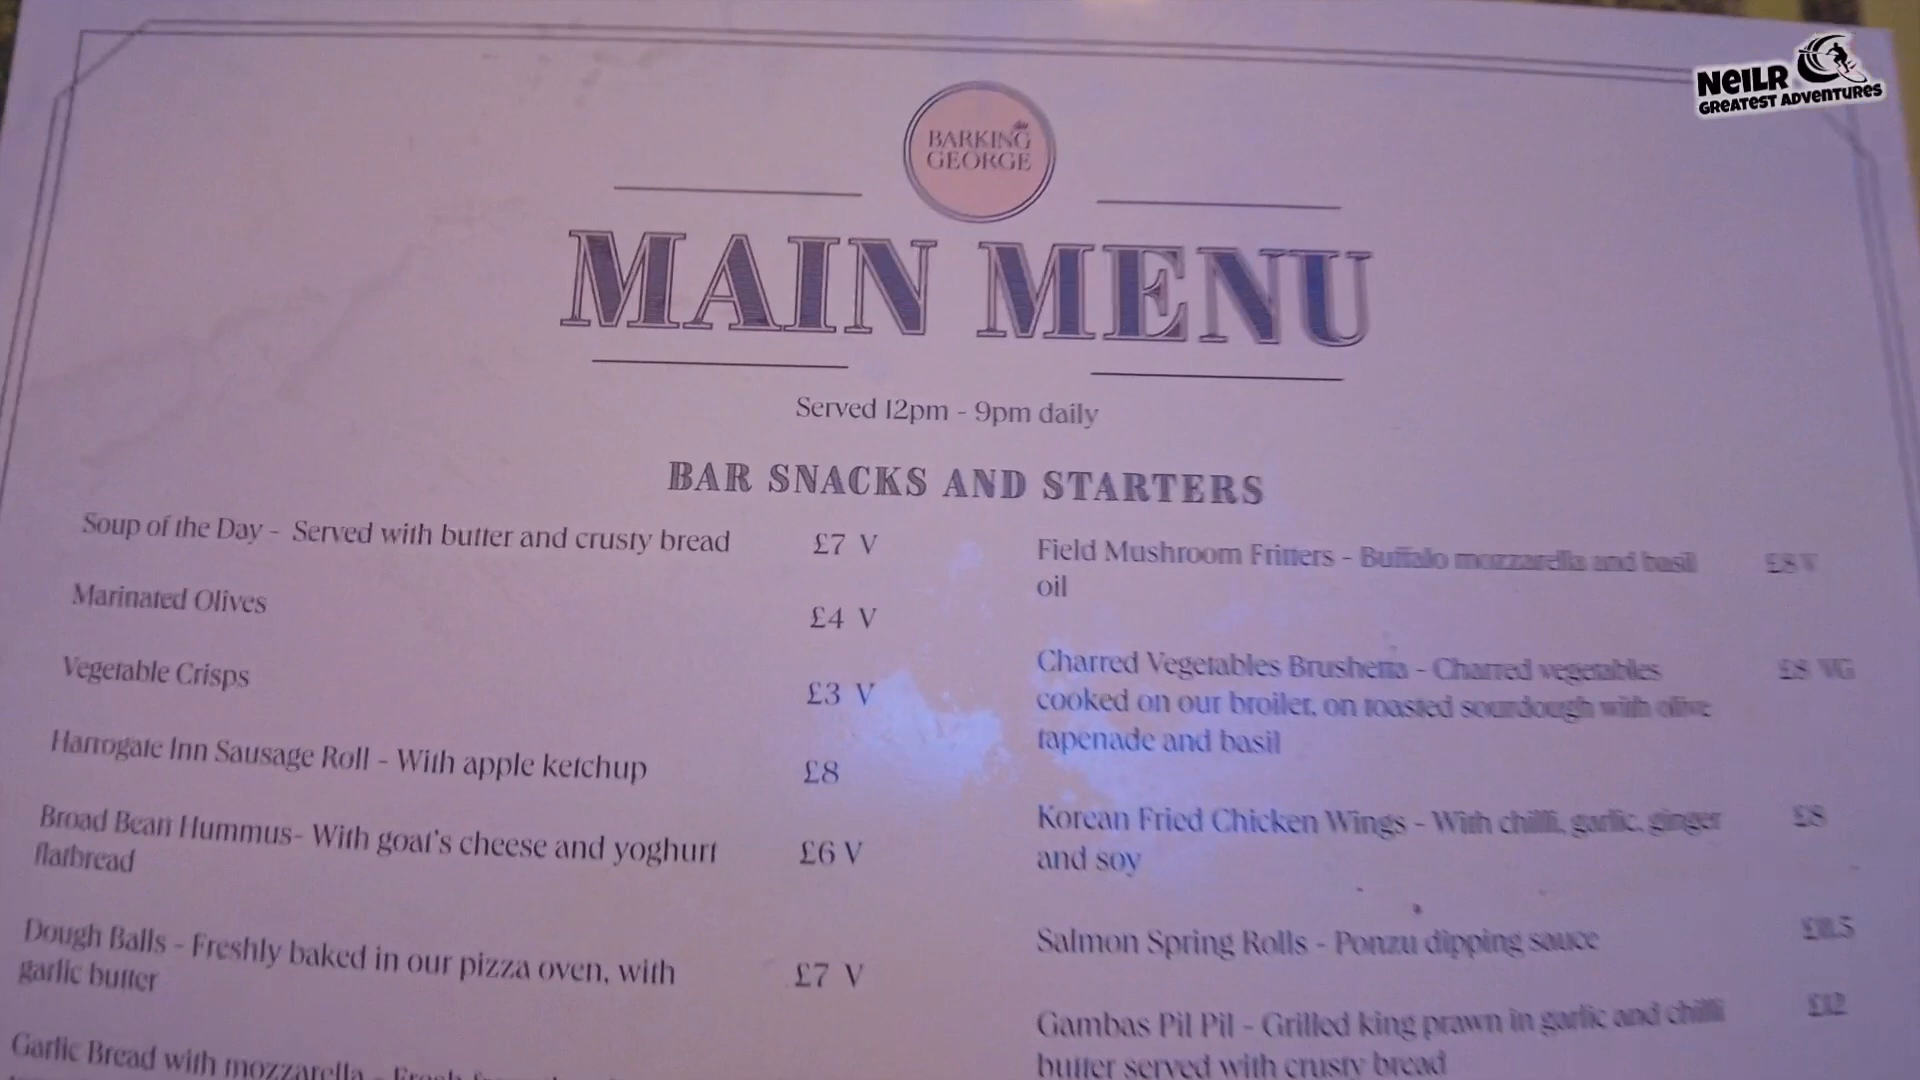 NEILR
GREATEST ADVENTURES
BARKING
GEORGE
MAIN MENU
Served 12pm - 9pm daily
BAR SNACKS AND STARTERS
Soup of the Day - Served with butter and crusty bread £7 V
Marinated Olives £4 V
Vegetable Crisps £3 V
Harrogate Inn Sausage Roll - With apple ketchup £8
Broad Bean Hummus- With goat's cheese and yoghurt £6 V
flatbread
Dough Balls - Freshly baked in our pizza oven, with £7 V
garlic butter
Garlic Bread with mozzarella -
Field Mushroom Fritters - Buffalo mozzarella and basil £8 V
oil
Charred Vegetables Brushetta - Charred vegetables £8 VG
cooked on our broiler, on toasted sourdough with olive
tapenade and basil
Korean Fried Chicken Wings - With chilli, garlic, ginger £8
and soy
Salmon Spring Rolls - Ponzu dipping sauce
Gambas Pil Pil - Grilled king prawn in garlic and chilli £12
butter served with crusty bread